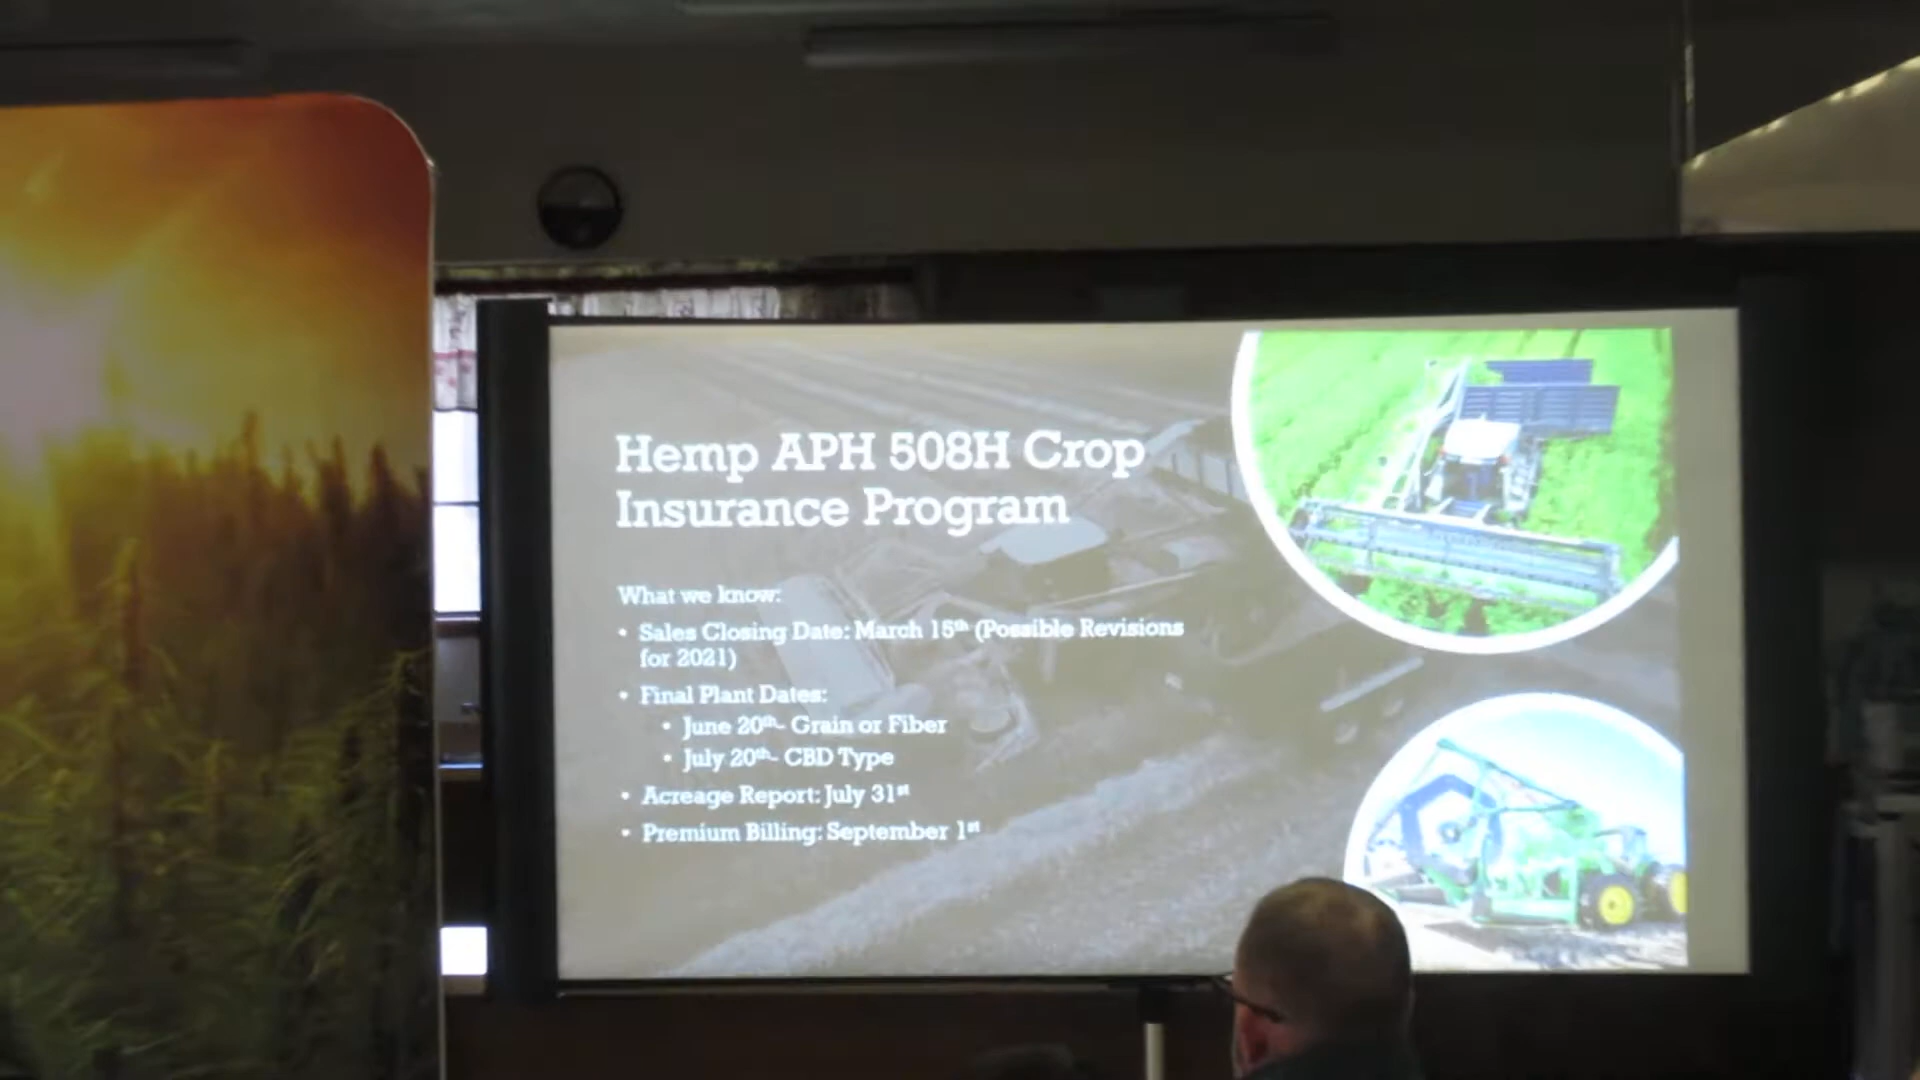 Hemp APH 508H Crop
Insurance Program
What we know:
• Sales Closing Date: March 15th (Possible Revisions
for 2021)
• Final Plant Dates:
• June 20th- Grain or Fiber
• July 20th- CBD Type
• Acreage Report: July 31st
• Premium Billing: September 1st